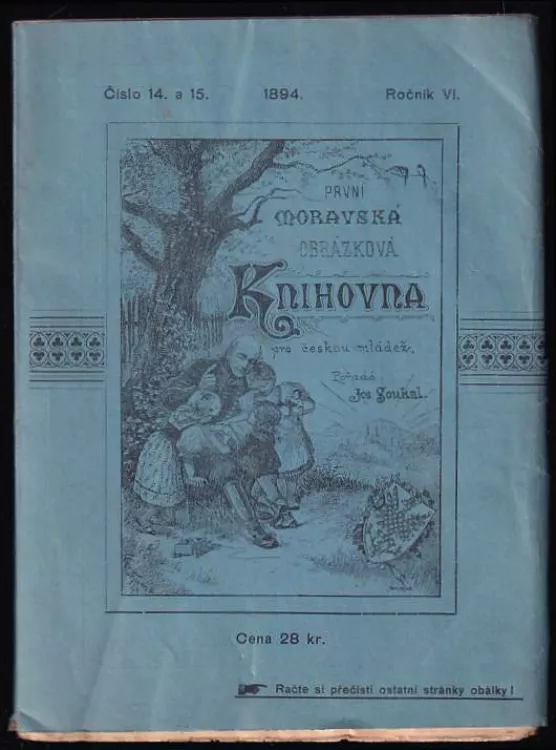 Číslo 14. a 15. 1894. Ročník VI.
PRVNÍ
MORAVSKÁ
OBRÁZKOVÁ
KNIHOVNA
pro českou mládež.
Pořádá
Jos Soukal.
Cena 28 kr.
Račte si přečísti ostatní stránky obálky!